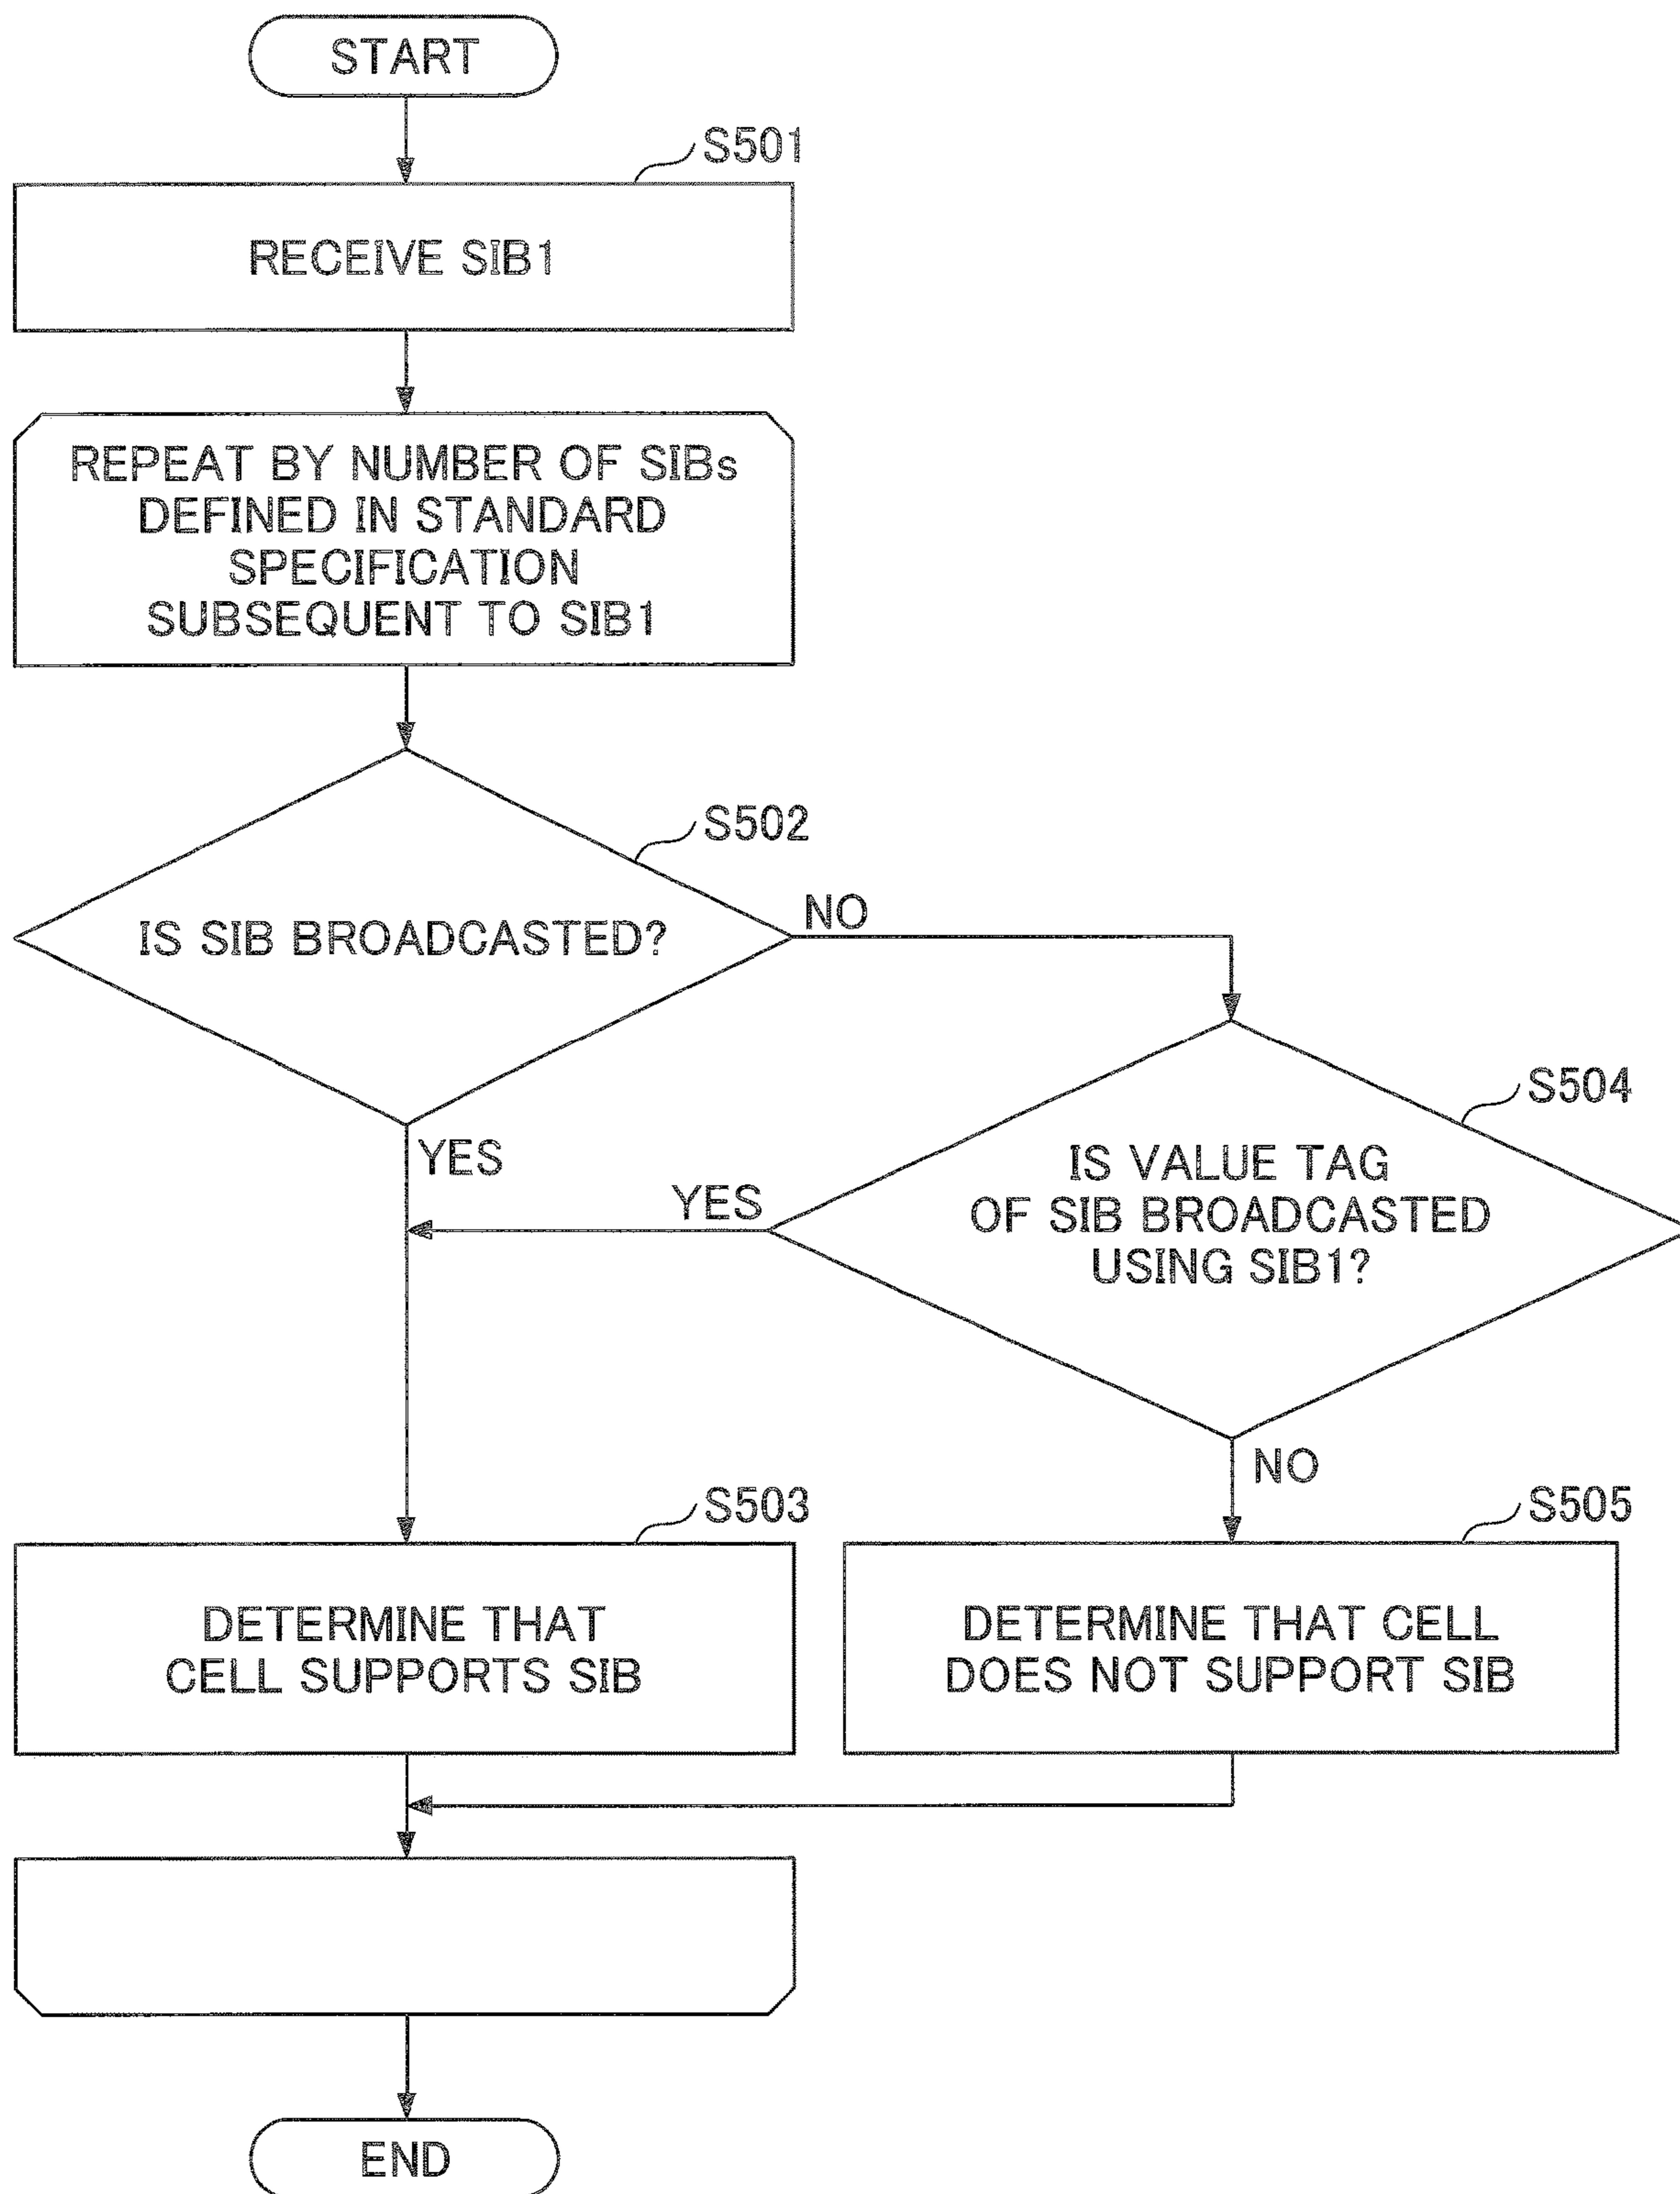 START
S501
RECEIVE SIB1
REPEAT BY NUMBER OF SIBs
DEFINED IN STANDARD
SPECIFICATION
SUBSEQUENT TO SIB1
S502
IS SIB BROADCASTED?
NO
S504
IS VALUE TAG
OF SIB BROADCASTED
USING SIB1?
YES
YES
NO
S503
DETERMINE THAT
CELL SUPPORTS SIB
S505
DETERMINE THAT CELL
DOES NOT SUPPORT SIB
END